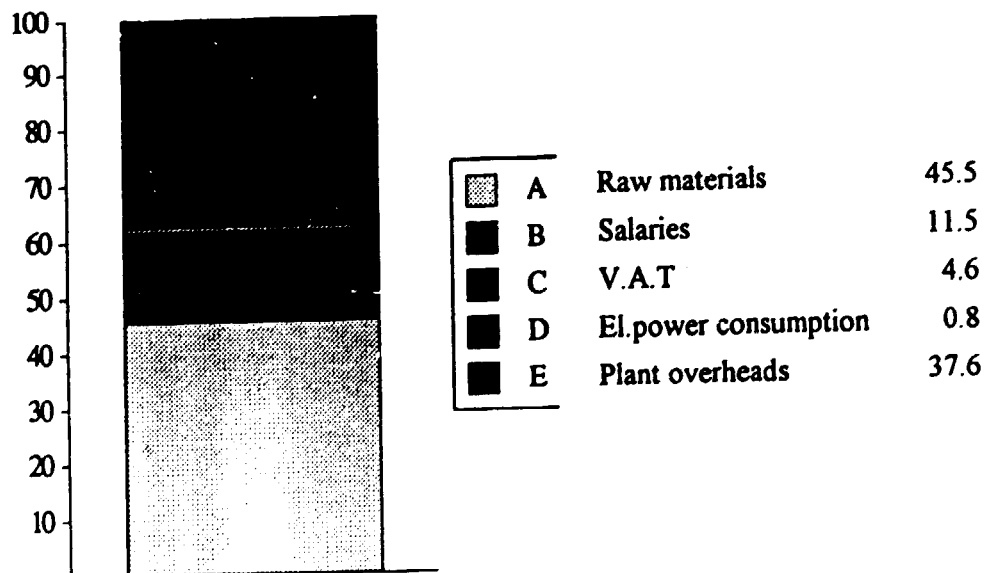 100
90
80
70
60
50
40
30
20
10
A Raw materials 45.5
B Salaries 11.5
C V.A.T 4.6
D El.power consumption 0.8
E Plant overheads 37.6